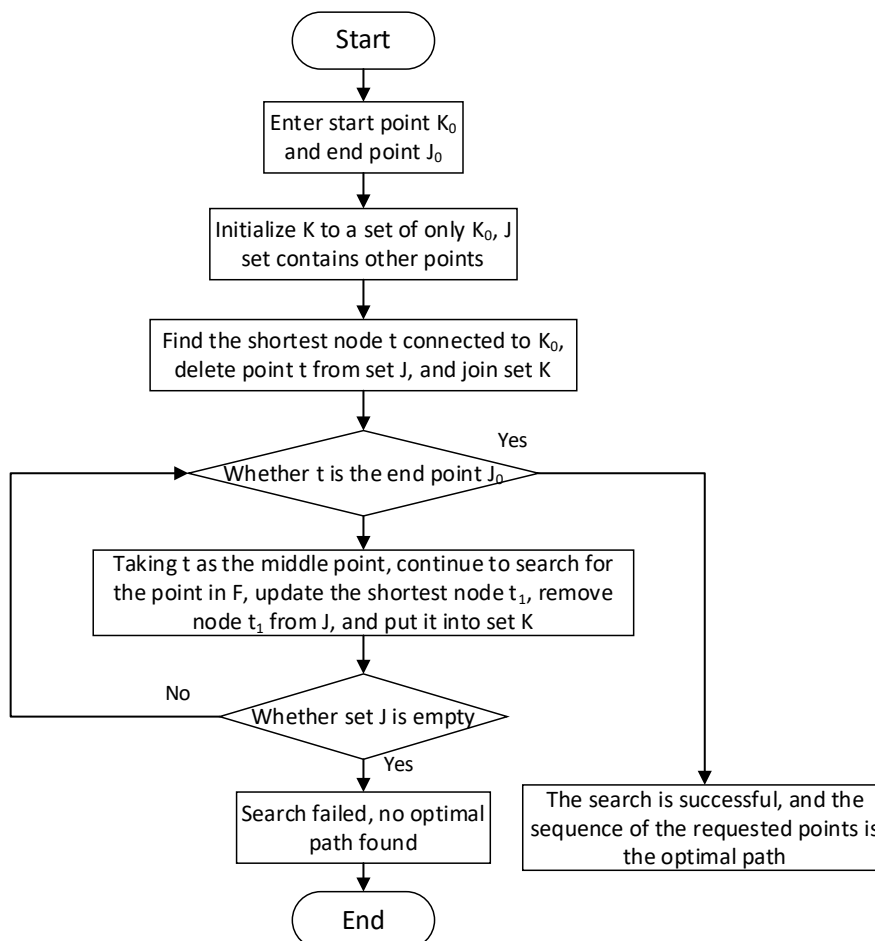 Start
Enter start point K₀
and end point J₀
Initialize K to a set of only K₀, J
set contains other points
Find the shortest node t connected to K₀,
delete point t from set J, and join set K
Yes
Whether t is the end point J₀
Taking t as the middle point, continue to search for
the point in F, update the shortest node t₁, remove
node t₁ from J, and put it into set K
No
Whether set J is empty
Yes
Search failed, no optimal
path found
The search is successful, and the
sequence of the requested points is
the optimal path
End